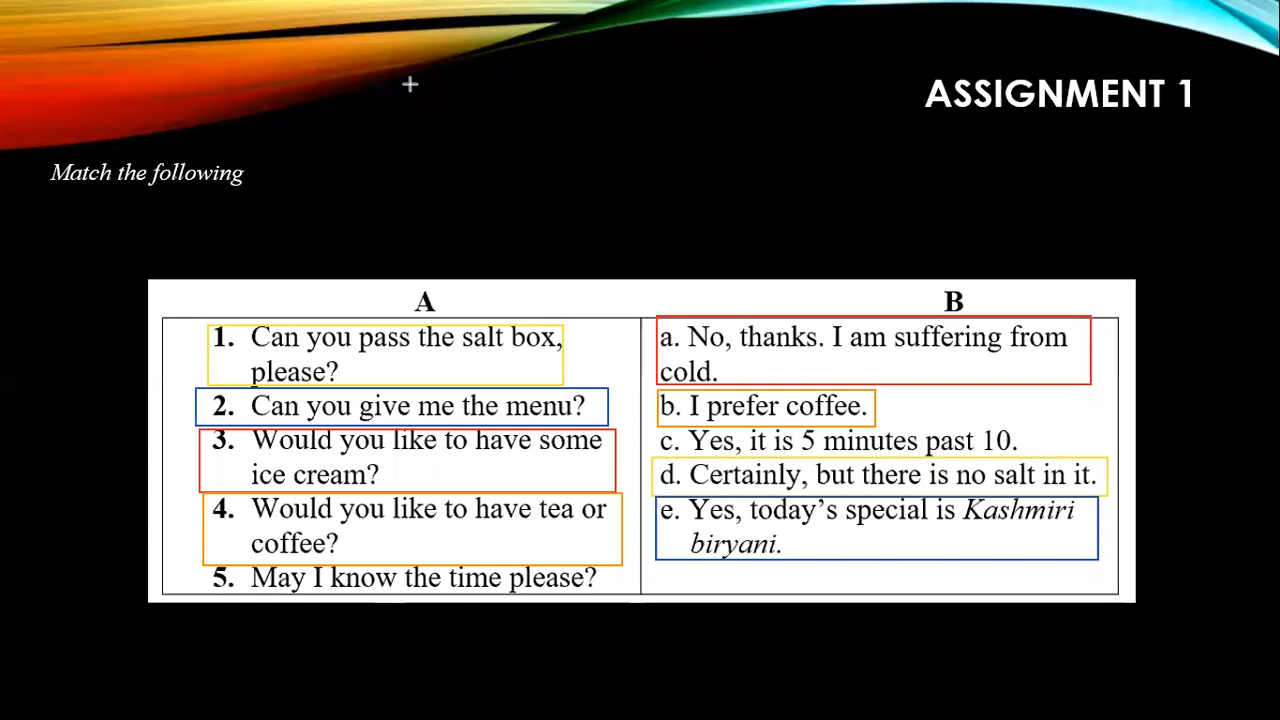 ASSIGNMENT 1
Match the following
A
1. Can you pass the salt box,
please?
2. Can you give me the menu?
3. Would you like to have some
ice cream?
4. Would you like to have tea or
coffee?
5. May I know the time please?
B
a. No, thanks. I am suffering from
cold.
b. I prefer coffee.
c. Yes, it is 5 minutes past 10.
d. Certainly, but there is no salt in it.
e. Yes, today’s special is Kashmiri
biryani.